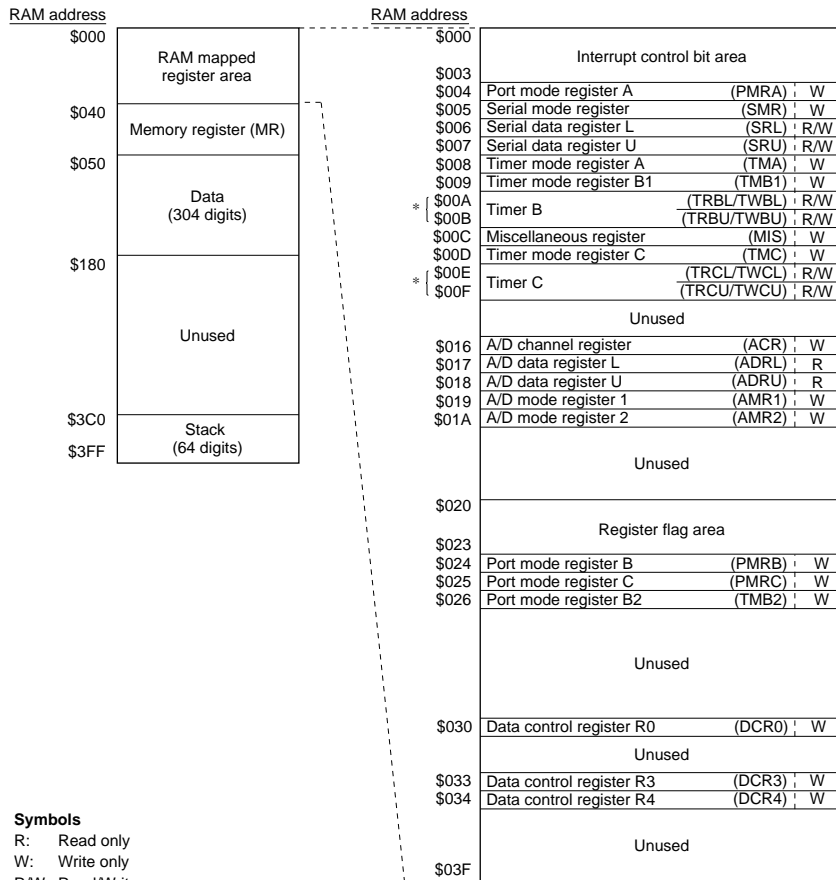 RAM address
$000
RAM mapped
register area
$040
Memory register (MR)
$050
Data
(304 digits)
$180
Unused
$3C0
Stack
(64 digits)
$3FF
RAM address
$000
Interrupt control bit area
$003
$004 Port mode register A (PMRA) W
$005 Serial mode register (SMR) W
$006 Serial data register L (SRL) R/W
$007 Serial data register U (SRU) R/W
$008 Timer mode register A (TMA) W
$009 Timer mode register B1 (TMB1) W
* $00A Timer B (TRBL/TWBL) R/W
$00B (TRBU/TWBU) R/W
$00C Miscellaneous register (MIS) W
$00D Timer mode register C (TMC) W
* $00E Timer C (TRCL/TWCL) R/W
$00F (TRCU/TWCU) R/W
Unused
$016 A/D channel register (ACR) W
$017 A/D data register L (ADRL) R
$018 A/D data register U (ADRU) R
$019 A/D mode register 1 (AMR1) W
$01A A/D mode register 2 (AMR2) W
Unused
$020
Register flag area
$023
$024 Port mode register B (PMRB) W
$025 Port mode register C (PMRC) W
$026 Port mode register B2 (TMB2) W
Unused
$030 Data control register R0 (DCR0) W
Unused
$033 Data control register R3 (DCR3) W
$034 Data control register R4 (DCR4) W
Unused
$03F
Symbols
R: Read only
W: Write only